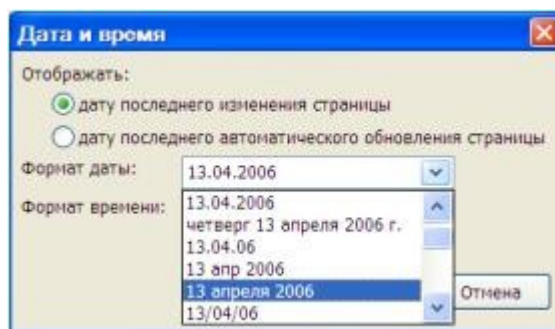 Дата и время
Отображать:
дату последнего изменения страницы
дату последнего автоматического обновления страницы
Формат даты: 13.04.2006
Формат времени: 13.04.2006
четверг 13 апреля 2006 г.
13.04.06
13 апр 2006
13 апреля 2006
Отмена
13/04/06